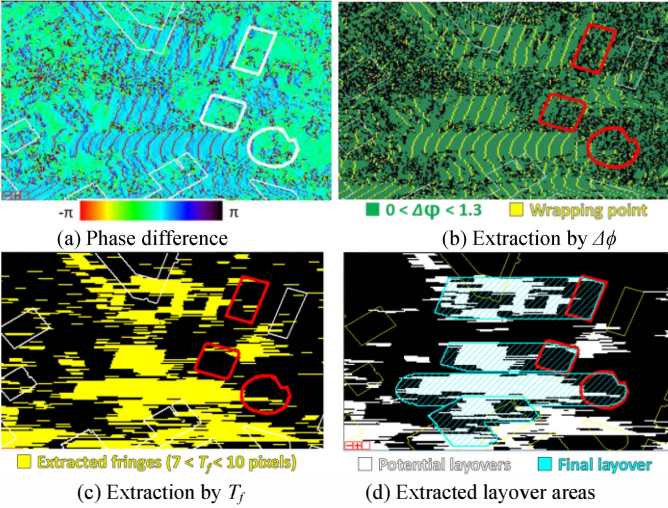 -π π
(a) Phase difference
0 < Δφ < 1.3 Wrapping point
(b) Extraction by Δϕ
Extracted fringes (7 < Tf < 10 pixels)
(c) Extraction by Tf
Potential layovers Final layover
(d) Extracted layover areas